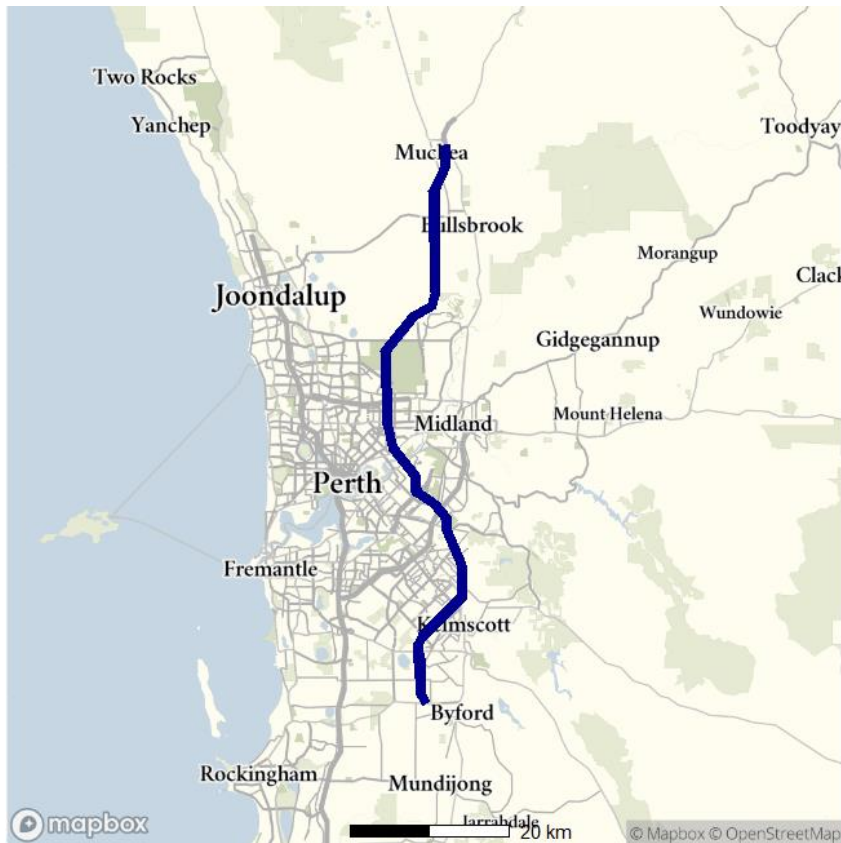 Two Rocks
Yanchep
Toodyay
Muchea
Bullsbrook
Morangup
Clack
Joondalup
Wundowie
Gidgegannup
Mount Helena
Midland
Perth
Fremantle
Kelmscott
Byford
Rockingham
Mundijong
Jarrahdale
20 km
mapbox
© Mapbox © OpenStreetMap